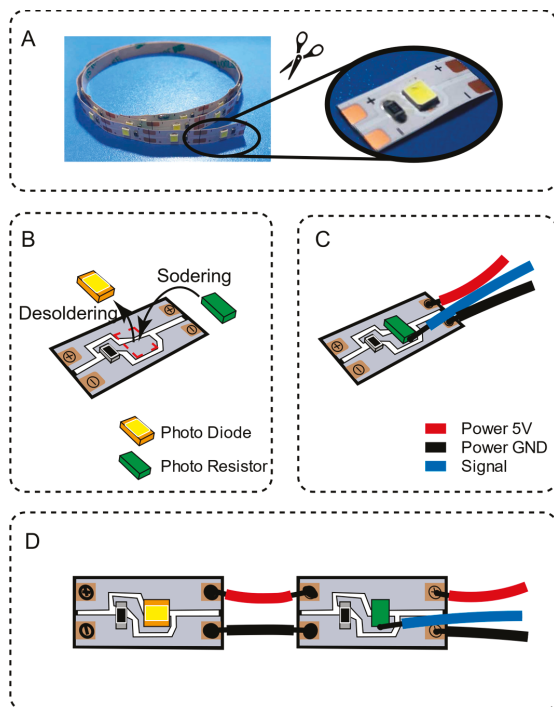 A
+
−
+
−
B
Sodering
Desoldering
Photo Diode
Photo Resistor
C
Power 5V
Power GND
Signal
D